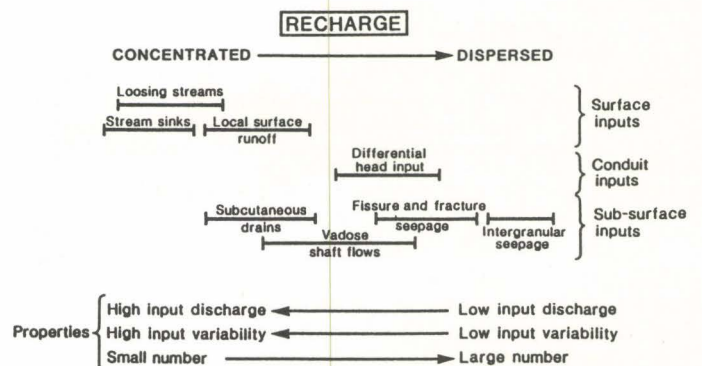 RECHARGE
CONCENTRATED DISPERSED
Loosing streams
Stream sinks Local surface
runoff
Surface
inputs
Differential
head input
Conduit
inputs
Subcutaneous
drains
Fissure and fracture
seepage
Vadose
shaft flows
Intergranular
seepage
Sub-surface
inputs
Properties
High input discharge Low input discharge
High input variability Low input variability
Small number Large number